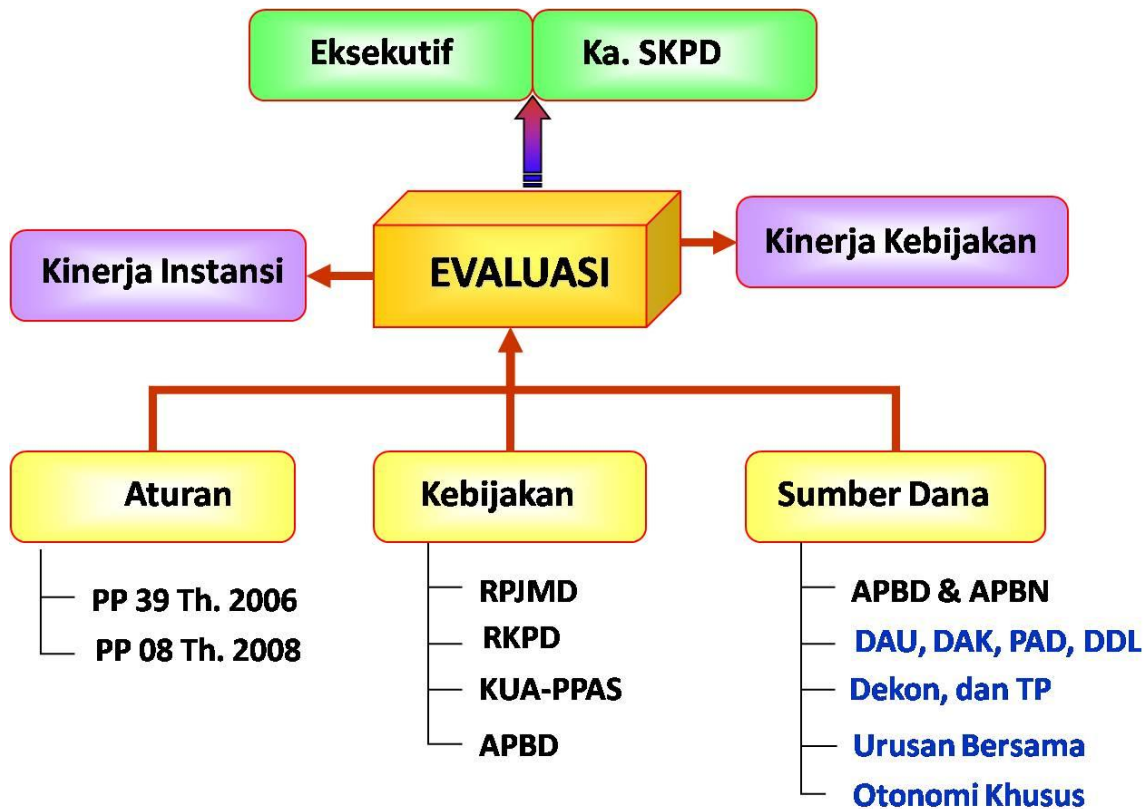 Eksekutif
Ka. SKPD
Kinerja Instansi
EVALUASI
Kinerja Kebijakan
Aturan
PP 39 Th. 2006
PP 08 Th. 2008
Kebijakan
RPJMD
RKPD
KUA-PPAS
APBD
Sumber Dana
APBD & APBN
DAU, DAK, PAD, DDL
Dekon, dan TP
Urusan Bersama
Otonomi Khusus